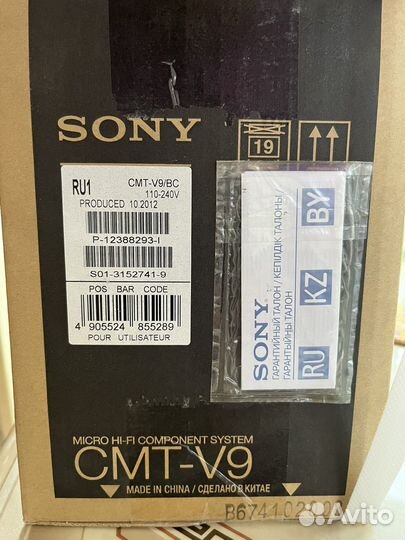 SONY
19
RU1
CMT-V9/BC
110-240V
PRODUCED 10.2012
P-12388293-I
S01-3152741-9
POS BAR CODE
4 905524 855289
POUR UTILISATEUR
SONY
ГАРАНТИЙНЫЙ ТАЛОН / КЕПІЛДІК ТАЛОНЫ
ГАРАНТЫЙНЫ ТАЛОН
RU KZ BY
MICRO HI-FI COMPONENT SYSTEM
CMT-V9
MADE IN CHINA / СДЕЛАНО В КИТАЕ
Avito